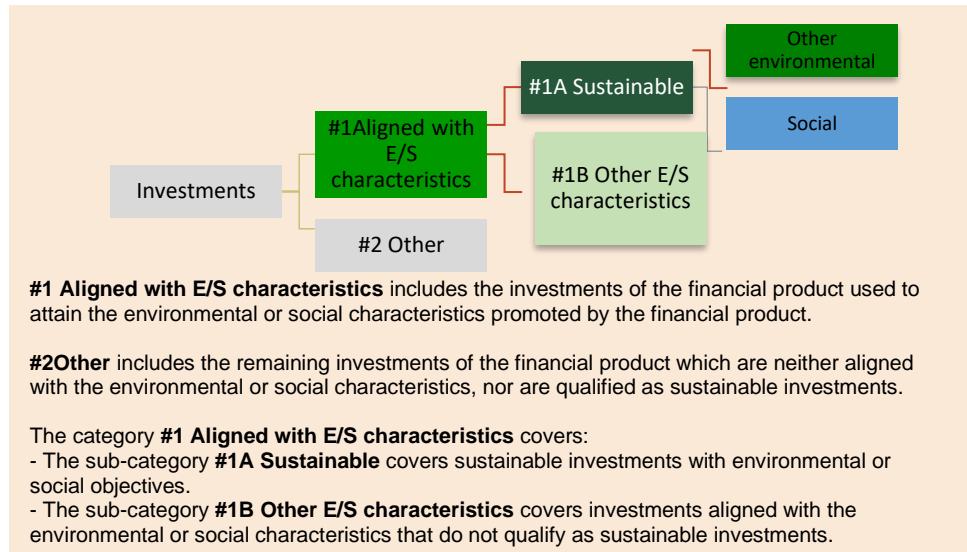 Other
environmental
#1A Sustainable
Social
#1Aligned with
E/S
characteristics
#1B Other E/S
characteristics
Investments
#2 Other
#1 Aligned with E/S characteristics includes the investments of the financial product used to
attain the environmental or social characteristics promoted by the financial product.
#2Other includes the remaining investments of the financial product which are neither aligned
with the environmental or social characteristics, nor are qualified as sustainable investments.
The category #1 Aligned with E/S characteristics covers:
- The sub-category #1A Sustainable covers sustainable investments with environmental or
social objectives.
- The sub-category #1B Other E/S characteristics covers investments aligned with the
environmental or social characteristics that do not qualify as sustainable investments.